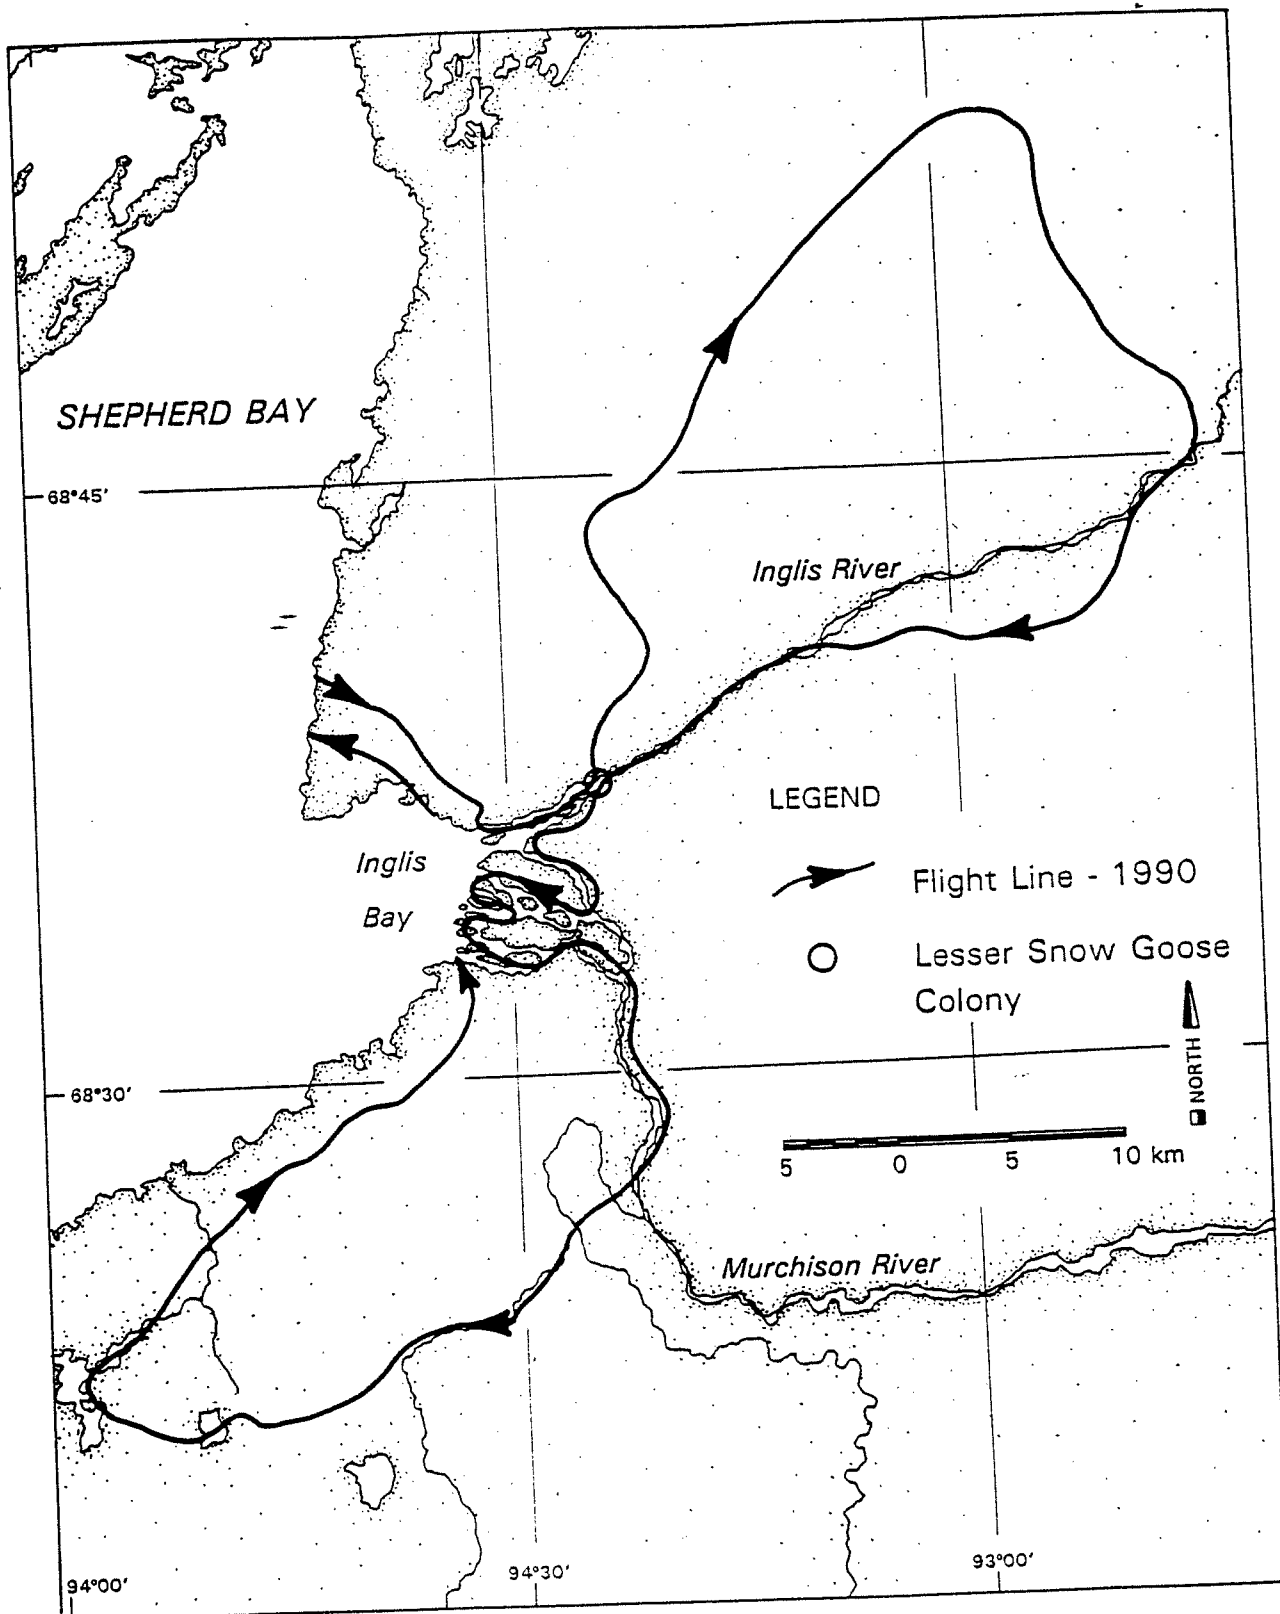 SHEPHERD BAY
68°45'
Inglis River
LEGEND
Inglis
Bay
Flight Line - 1990
Lesser Snow Goose
Colony
NORTH
68°30'
5 0 5 10 km
Murchison River
94°00'
94°30'
93°00'